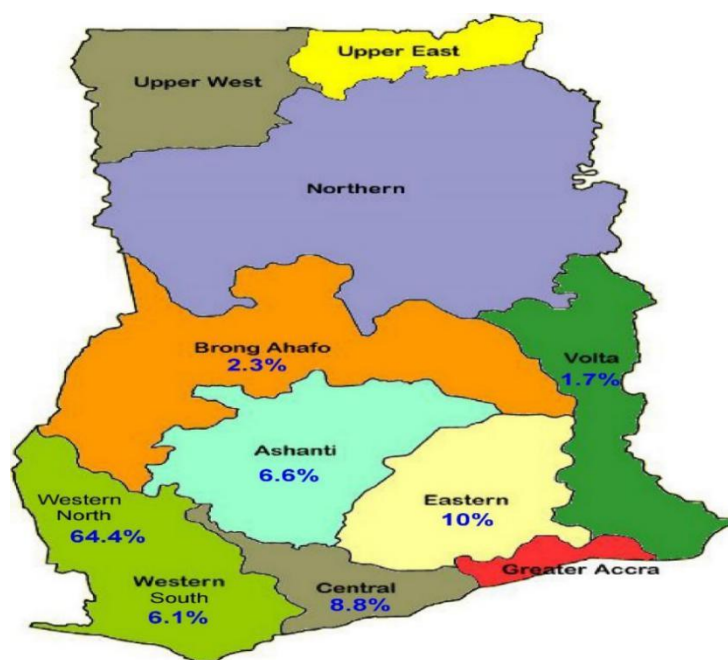 Upper East
Upper West
Northern
Brong Ahafo
2.3%
Volta
1.7%
Ashanti
6.6%
Western
North
64.4%
Eastern
10%
Western
South
6.1%
Central
8.8%
Greater Accra